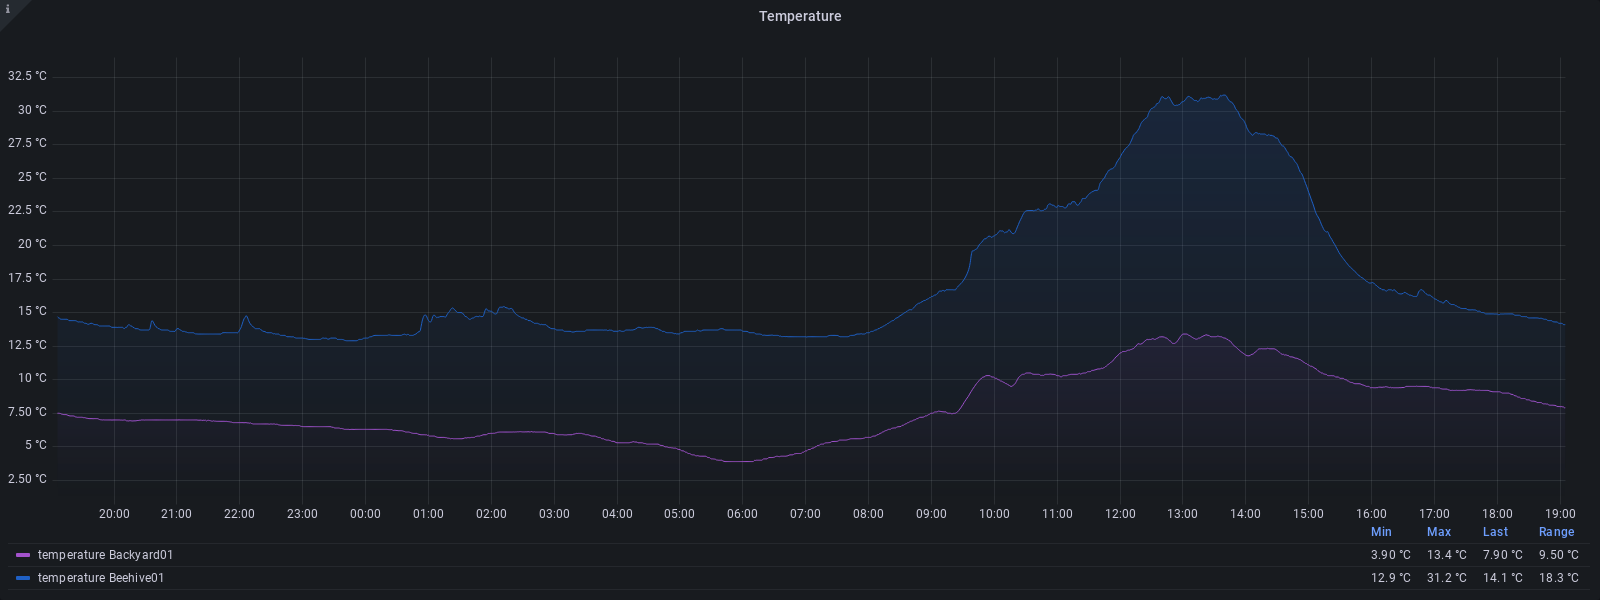 i
Temperature
32.5 °C
30 °C
27.5 °C
25 °C
22.5 °C
20 °C
17.5 °C
15 °C
12.5 °C
10 °C
7.50 °C
5 °C
2.50 °C
20:00 21:00 22:00 23:00 00:00 01:00 02:00 03:00 04:00 05:00 06:00 07:00 08:00 09:00 10:00 11:00 12:00 13:00 14:00 15:00 16:00 17:00 18:00 19:00
Min Max Last Range
temperature Backyard01 3.90 °C 13.4 °C 7.90 °C 9.50 °C
temperature Beehive01 12.9 °C 31.2 °C 14.1 °C 18.3 °C